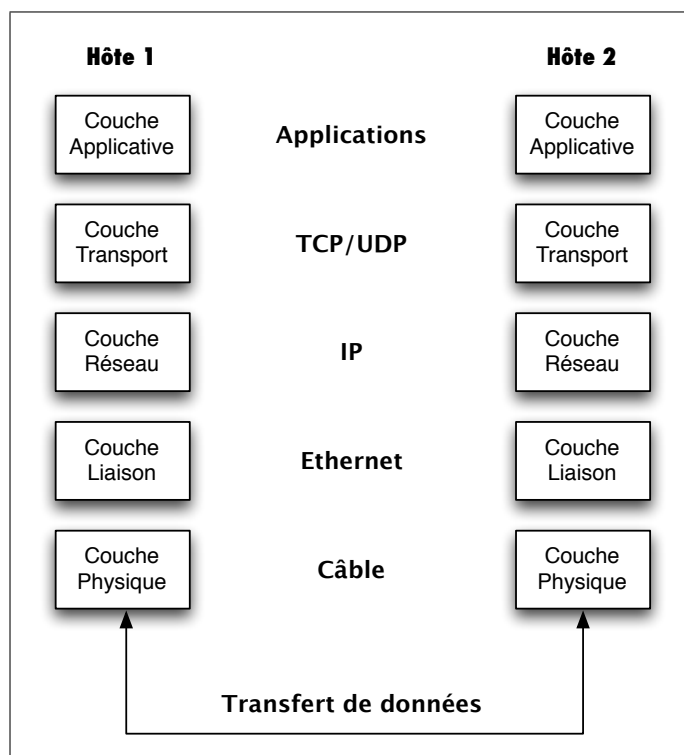 Hôte 1
Hôte 2
Couche
Applicative
Applications
Couche
Applicative
Couche
Transport
TCP/UDP
Couche
Transport
Couche
Réseau
IP
Couche
Réseau
Couche
Liaison
Ethernet
Couche
Liaison
Couche
Physique
Câble
Couche
Physique
Transfert de données